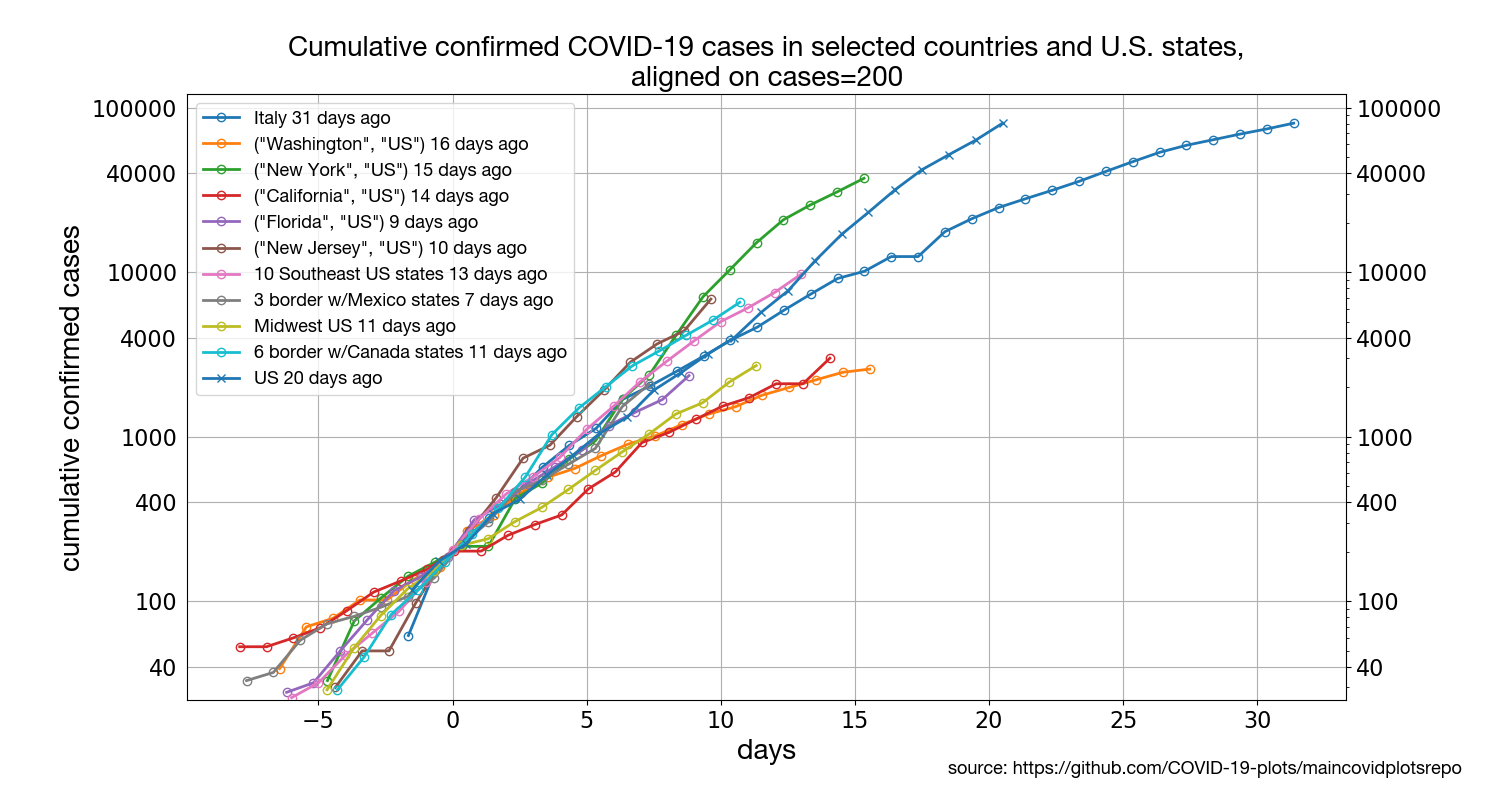 Cumulative confirmed COVID-19 cases in selected countries and U.S. states,
aligned on cases=200
100000
40000
10000
4000
1000
400
100
40
cumulative confirmed cases
Italy 31 days ago
("Washington", "US") 16 days ago
("New York", "US") 15 days ago
("California", "US") 14 days ago
("Florida", "US") 9 days ago
("New Jersey", "US") 10 days ago
10 Southeast US states 13 days ago
3 border w/Mexico states 7 days ago
Midwest US 11 days ago
6 border w/Canada states 11 days ago
US 20 days ago
100000
40000
10000
4000
1000
400
100
40
−5 0 5 10 15 20 25 30
days
source: https://github.com/COVID-19-plots/maincovidplotsrepo